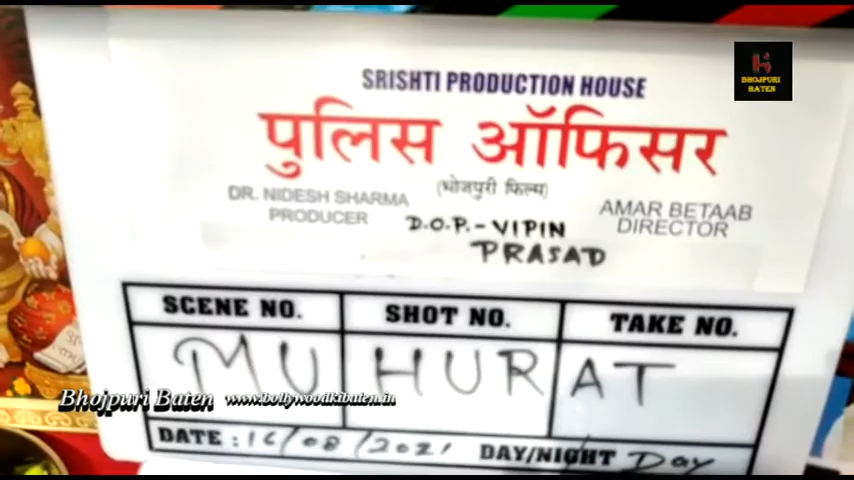 BHOJPURI
BATEN
SRISHTI PRODUCTION HOUSE
पुलिस ऑफिसर
(भोजपुरी फिल्म)
DR. NIDESH SHARMA
PRODUCER
D.O.P.-VIPIN
PRASAD
AMAR BETAAB
DIRECTOR
SCENE NO. SHOT NO. TAKE NO.
MUHURAT
Bhojpuri Baten www.bollywoodkibaten.in
DATE : 16/08/2021 DAY/NIGHT Day